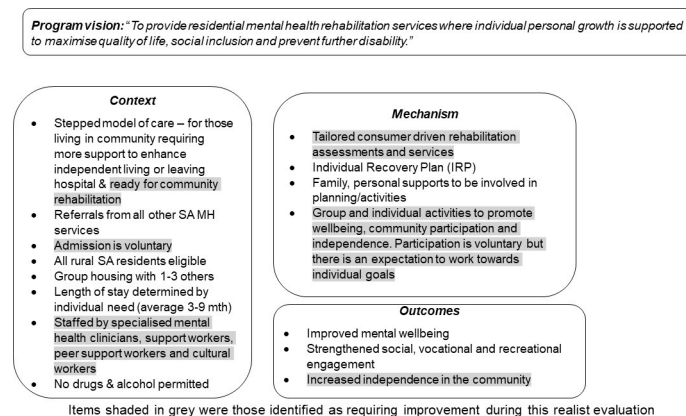 Program vision: "To provide residential mental health rehabilitation services where individual personal growth is supported
to maximise quality of life, social inclusion and prevent further disability."
Context
• Stepped model of care – for those
living in community requiring
more support to enhance
independent living or leaving
hospital & ready for community
rehabilitation
• Referrals from all other SA MH
services
• Admission is voluntary
• All rural SA residents eligible
• Group housing with 1-3 others
• Length of stay determined by
individual need (average 3-9 mth)
• Staffed by specialised mental
health clinicians, support workers,
peer support workers and cultural
workers
• No drugs & alcohol permitted
Mechanism
• Tailored consumer driven rehabilitation
assessments and services
• Individual Recovery Plan (IRP)
• Family, personal supports to be involved in
planning/activities
• Group and individual activities to promote
wellbeing, community participation and
independence. Participation is voluntary but
there is an expectation to work towards
individual goals
Outcomes
• Improved mental wellbeing
• Strengthened social, vocational and recreational
engagement
• Increased independence in the community
Items shaded in grey were those identified as requiring improvement during this realist evaluation